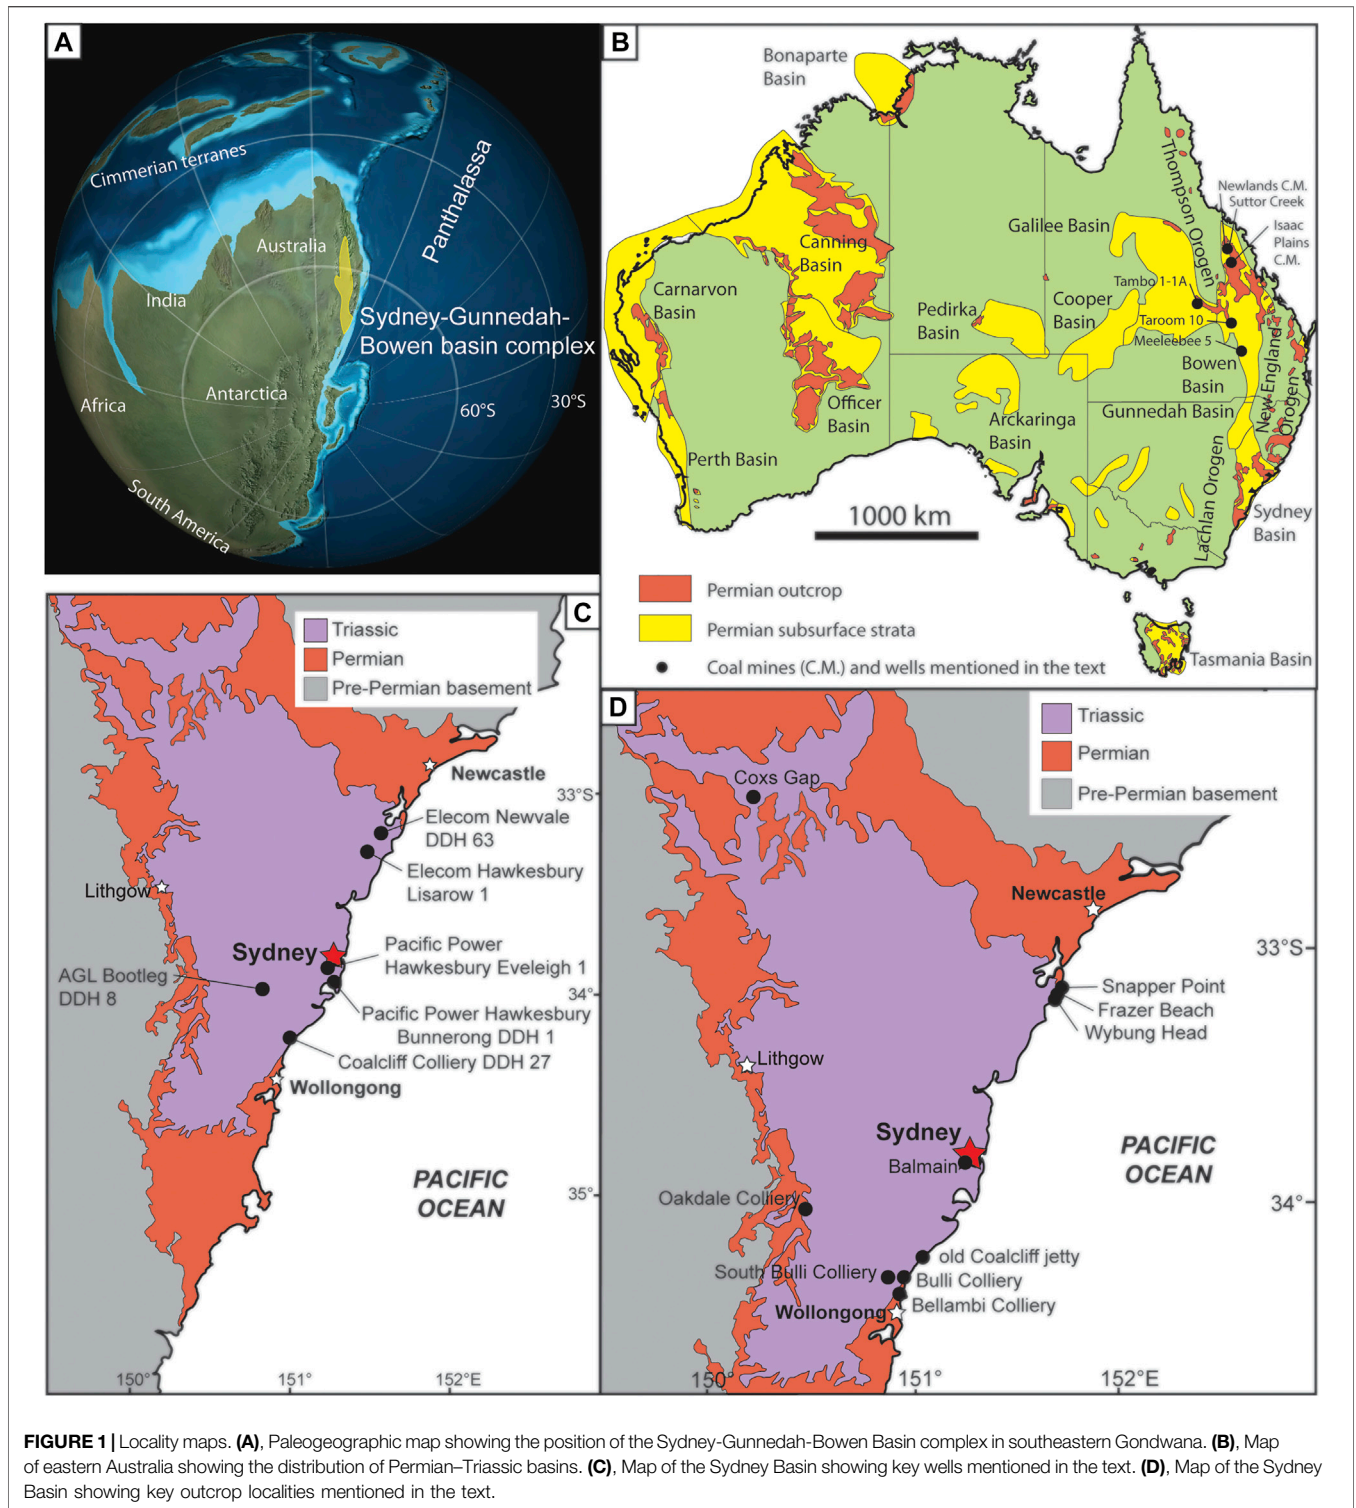 A
Cimmerian terranes
Panthalassa
Australia
India
Sydney-Gunnedah-
Bowen basin complex
Antarctica
Africa
60°S
30°S
South America
B
Bonaparte
Basin
Thompson Orogen
Newlands C.M.
Suttor Creek
Isaac
Plains
C.M.
Galilee Basin
Canning
Basin
Carnarvon
Basin
Tambo 1-1A
Pedirka
Basin
Cooper
Basin
Taroom 10
Meeleebee 5
Bowen
Basin
New England
Orogen
Officer
Basin
Arckaringa
Basin
Gunnedah Basin
Perth Basin
Lachlan Orogen
Sydney
Basin
1000 km
Permian outcrop
Permian subsurface strata
Coal mines (C.M.) and wells mentioned in the text
Tasmania Basin
C
Triassic
Permian
Pre-Permian basement
Newcastle
33°S
Elecom Newvale
DDH 63
Elecom Hawkesbury
Lisarow 1
Lithgow
Sydney
Pacific Power
Hawkesbury Eveleigh 1
AGL Bootleg
DDH 8
34°
Pacific Power Hawkesbury
Bunnerong DDH 1
Coalcliff Colliery DDH 27
Wollongong
PACIFIC
OCEAN
35°
150°
151°
152°E
D
Triassic
Permian
Pre-Permian basement
Coxs Gap
Newcastle
33°S
Snapper Point
Frazer Beach
Wybung Head
Lithgow
Sydney
Balmain
PACIFIC
OCEAN
Oakdale Colliery
34°
old Coalcliff jetty
South Bulli Colliery
Bulli Colliery
Bellambi Colliery
Wollongong
150°
151°
152°E
FIGURE 1 | Locality maps. (A), Paleogeographic map showing the position of the Sydney-Gunnedah-Bowen Basin complex in southeastern Gondwana. (B), Map
of eastern Australia showing the distribution of Permian–Triassic basins. (C), Map of the Sydney Basin showing key wells mentioned in the text. (D), Map of the Sydney
Basin showing key outcrop localities mentioned in the text.